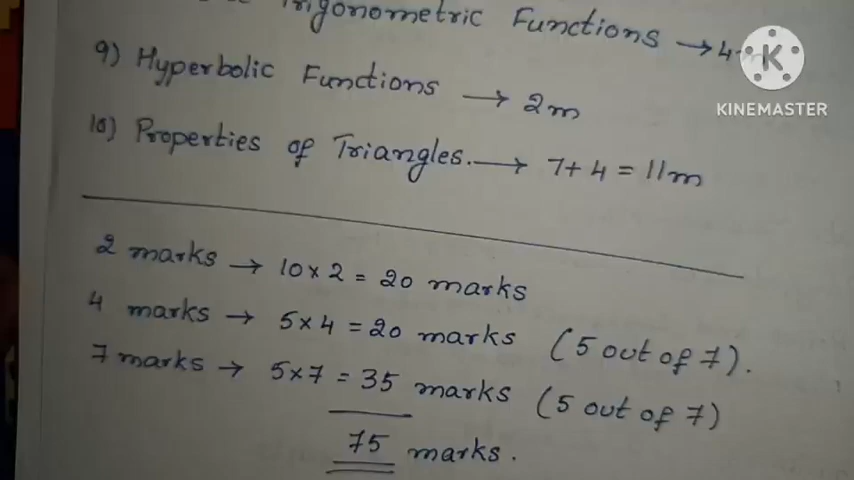 Trigonometric Functions → 4
9) Hyperbolic Functions → 2m
10) Properties of Triangles. → 7+4 = 11m
2 marks → 10×2 = 20 marks
4 marks → 5×4 = 20 marks (5 out of 7).
7 marks → 5×7 = 35 marks (5 out of 7)
75 marks.
K
KINEMASTER